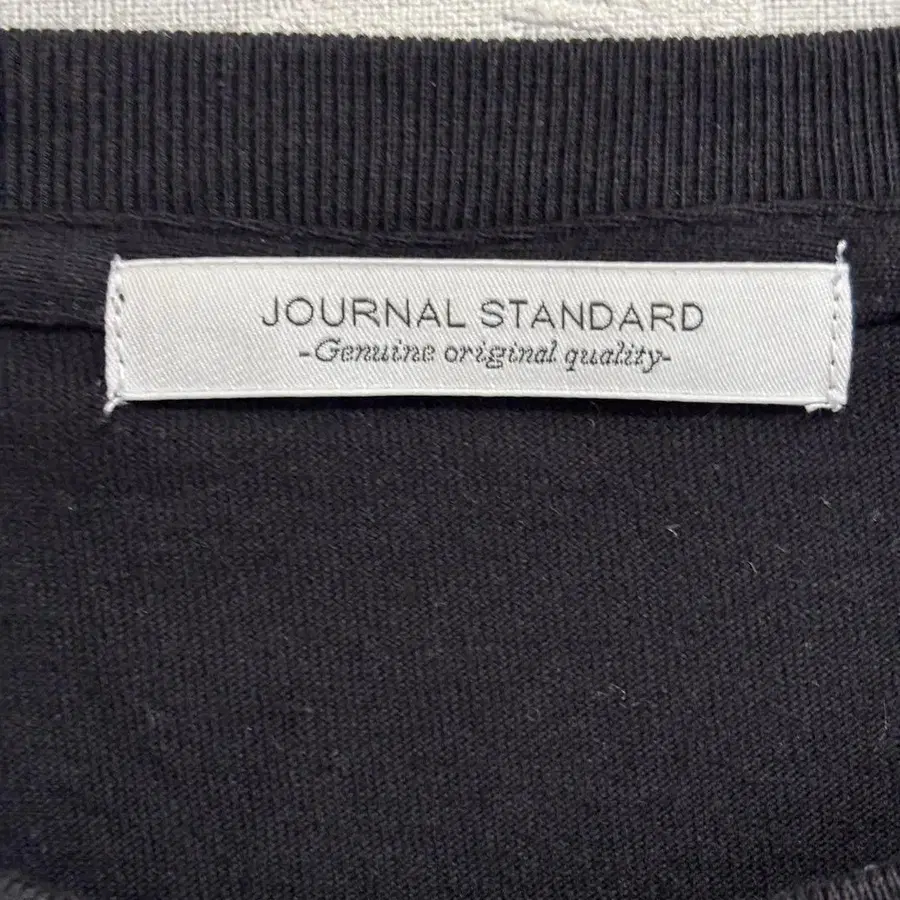 JOURNAL STANDARD
-Genuine original quality-